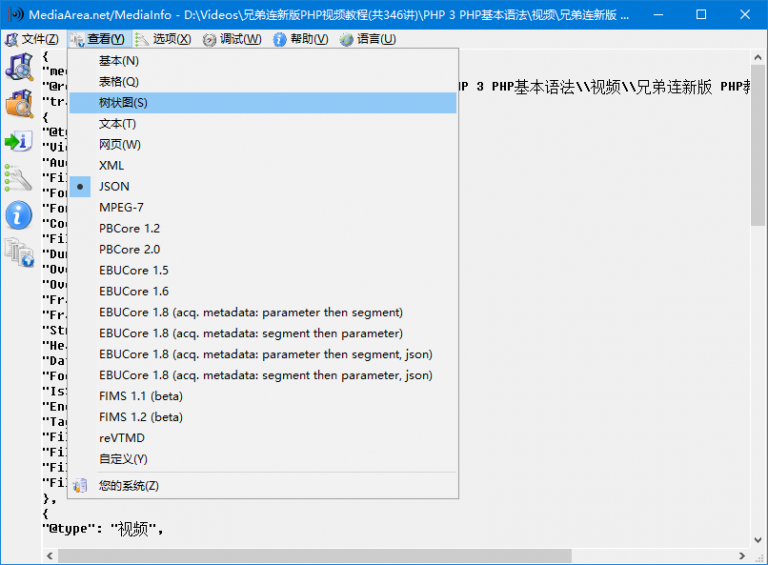 MediaArea.net/MediaInfo - D:\Videos\兄弟连新版PHP视频教程(共346讲)\PHP 3 PHP基本语法\视频\兄弟连新版 ...
文件(Z) 查看(Y) 选项(X) 调试(W) 帮助(V) 语言(U)
{
"me
"@r P 3 PHP基本语法\\视频\\兄弟连新版 PHP
"tr
{
"@t
"Vi
"Au
"Fi
"Fo
"Fo
"Co
"Fi
"Du
"Ov
"Ov
"Fr
"Fr
"St
"He
"Da
"Fo
"Is
"En
"Ta
"Fi
"Fi
"Fi
"Fi
},
{
"@type": "视频",
基本(N)
表格(Q)
树状图(S)
文本(T)
网页(W)
XML
JSON
MPEG-7
PBCore 1.2
PBCore 2.0
EBUCore 1.5
EBUCore 1.6
EBUCore 1.8 (acq. metadata: parameter then segment)
EBUCore 1.8 (acq. metadata: segment then parameter)
EBUCore 1.8 (acq. metadata: parameter then segment, json)
EBUCore 1.8 (acq. metadata: segment then parameter, json)
FIMS 1.1 (beta)
FIMS 1.2 (beta)
reVTMD
自定义(Y)
您的系统(Z)